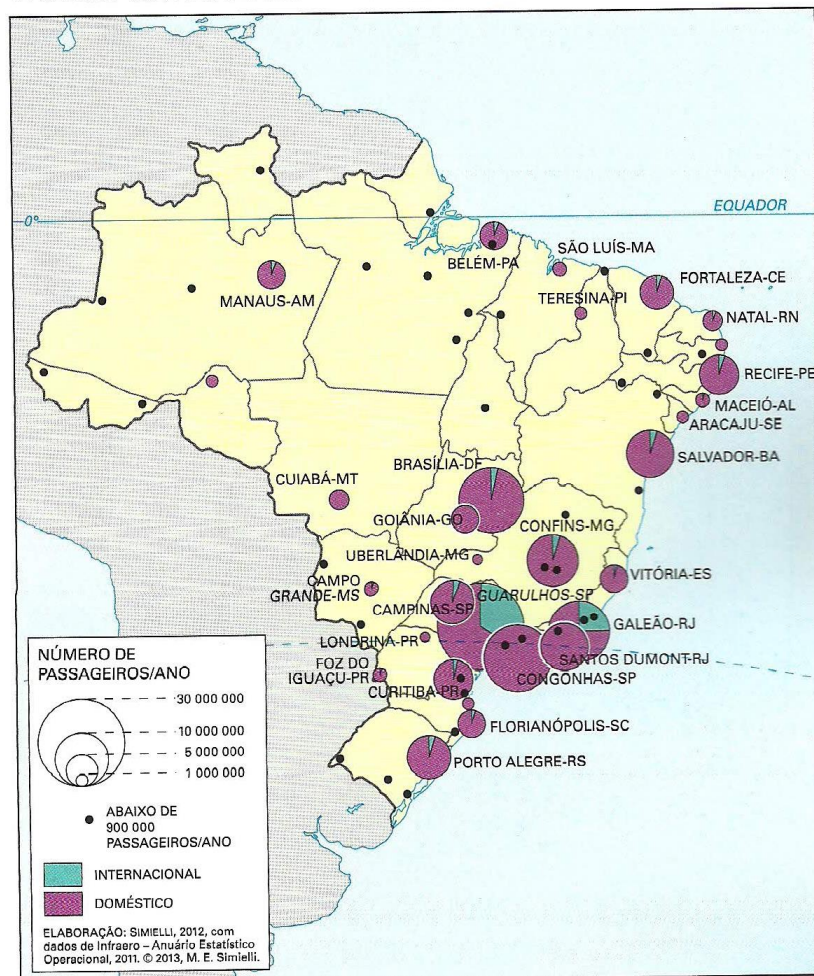 EQUADOR
0°
BELÉM-PA
SÃO LUÍS-MA
MANAUS-AM
TERESINA-PI
FORTALEZA-CE
NATAL-RN
RECIFE-PE
MACEIÓ-AL
ARACAJU-SE
BRASÍLIA-DF
SALVADOR-BA
CUIABÁ-MT
GOIÂNIA-GO
CONFINS-MG
UBERLÂNDIA-MG
VITÓRIA-ES
CAMPO
GRANDE-MS
CAMPINAS-SP
GUARULHOS-SP
GALEÃO-RJ
LONDRINA-PR
SANTOS DUMONT-RJ
FOZ DO
IGUAÇU-PR
CONGONHAS-SP
CURITIBA-PR
FLORIANÓPOLIS-SC
PORTO ALEGRE-RS
NÚMERO DE
PASSAGEIROS/ANO
30 000 000
10 000 000
5 000 000
1 000 000
ABAIXO DE
900 000
PASSAGEIROS/ANO
INTERNACIONAL
DOMÉSTICO
ELABORAÇÃO: SIMIELLI, 2012, com
dados de Infraero – Anuário Estatístico
Operacional, 2011. © 2013, M. E. Simielli.